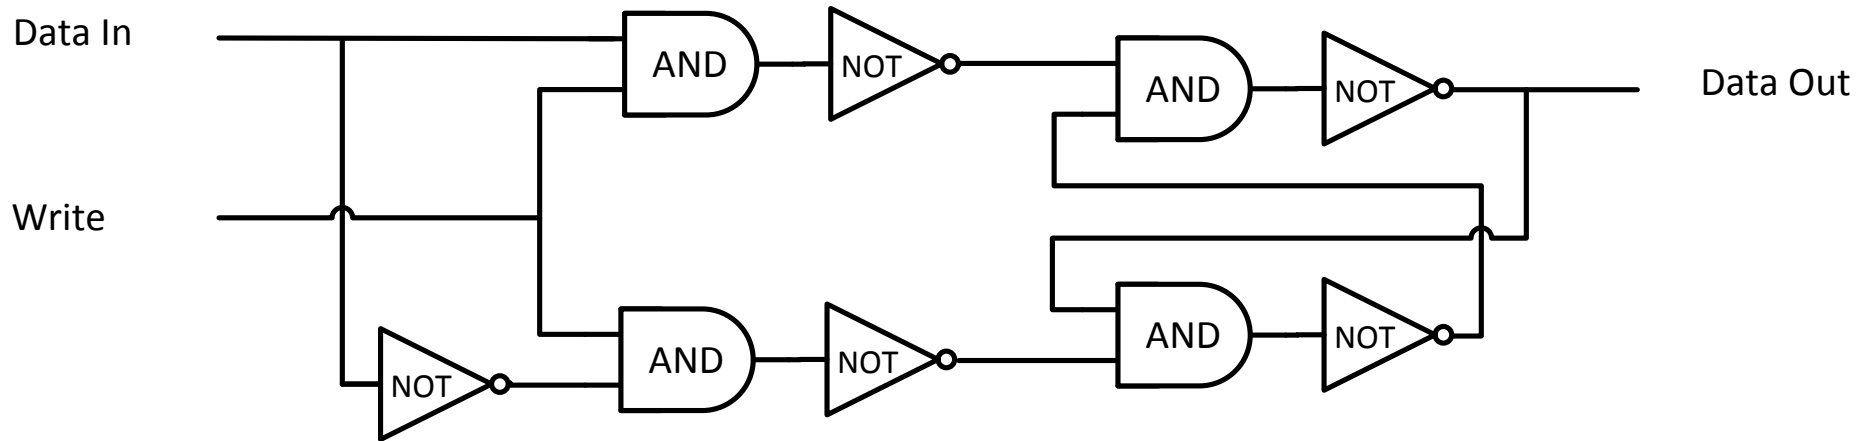 Data In
AND
NOT
AND
NOT
Data Out
Write
NOT
AND
NOT
AND
NOT